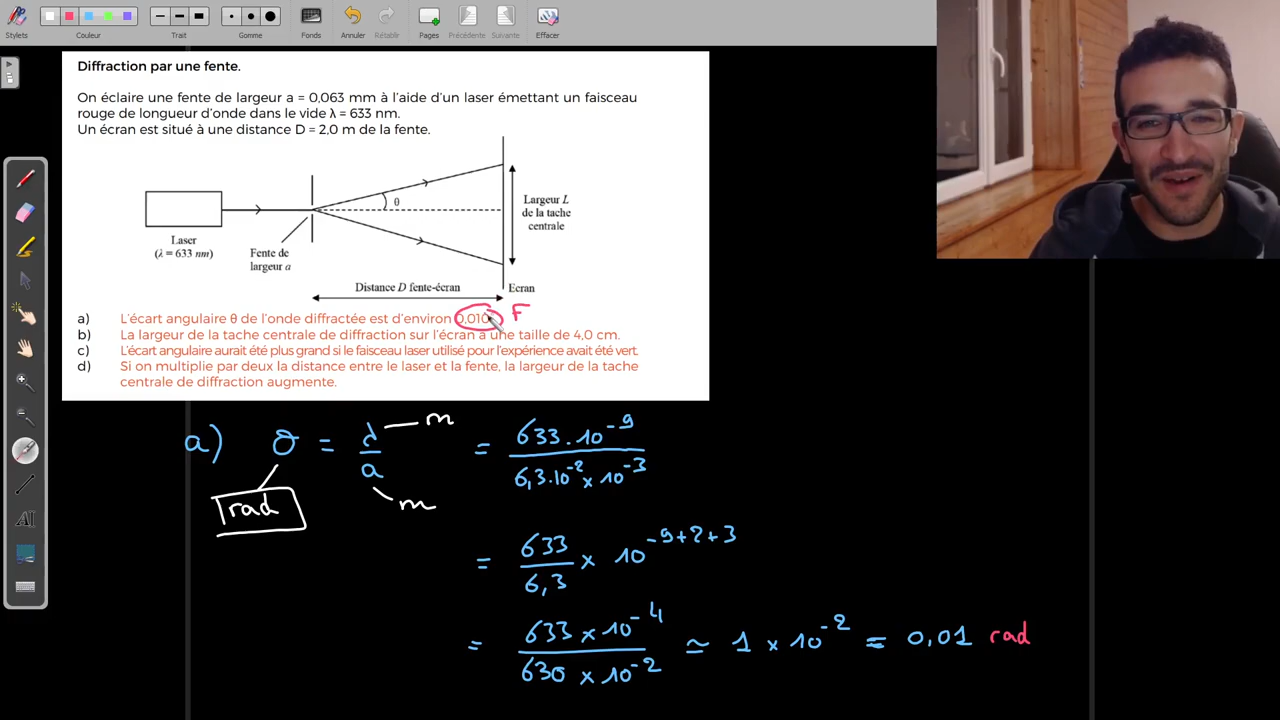 Stylets Couleur Trait Gomme Fonds Annuler Rétablir Pages Précédente Suivante Effacer
Diffraction par une fente.
On éclaire une fente de largeur a = 0,063 mm à l'aide d'un laser émettant un faisceau
rouge de longueur d'onde dans le vide λ = 633 nm.
Un écran est situé à une distance D = 2,0 m de la fente.
θ
Largeur L
de la tache
centrale
Laser
(λ = 633 nm)
Fente de
largeur a
Distance D fente-écran
Ecran
a) L'écart angulaire θ de l'onde diffractée est d'environ 0,010 F
b) La largeur de la tache centrale de diffraction sur l'écran a une taille de 4,0 cm.
c) L'écart angulaire aurait été plus grand si le faisceau laser utilisé pour l'expérience avait été vert.
d) Si on multiplie par deux la distance entre le laser et la fente, la largeur de la tache
centrale de diffraction augmente.
a) θ = λ/a = 633.10⁻⁹ / 6,3.10⁻² × 10⁻³
m
rad
m
= 633/6,3 × 10⁻⁹⁺²⁺³
= 633 × 10⁻⁴ / 630 × 10⁻² ≃ 1 × 10⁻² = 0,01 rad
AI